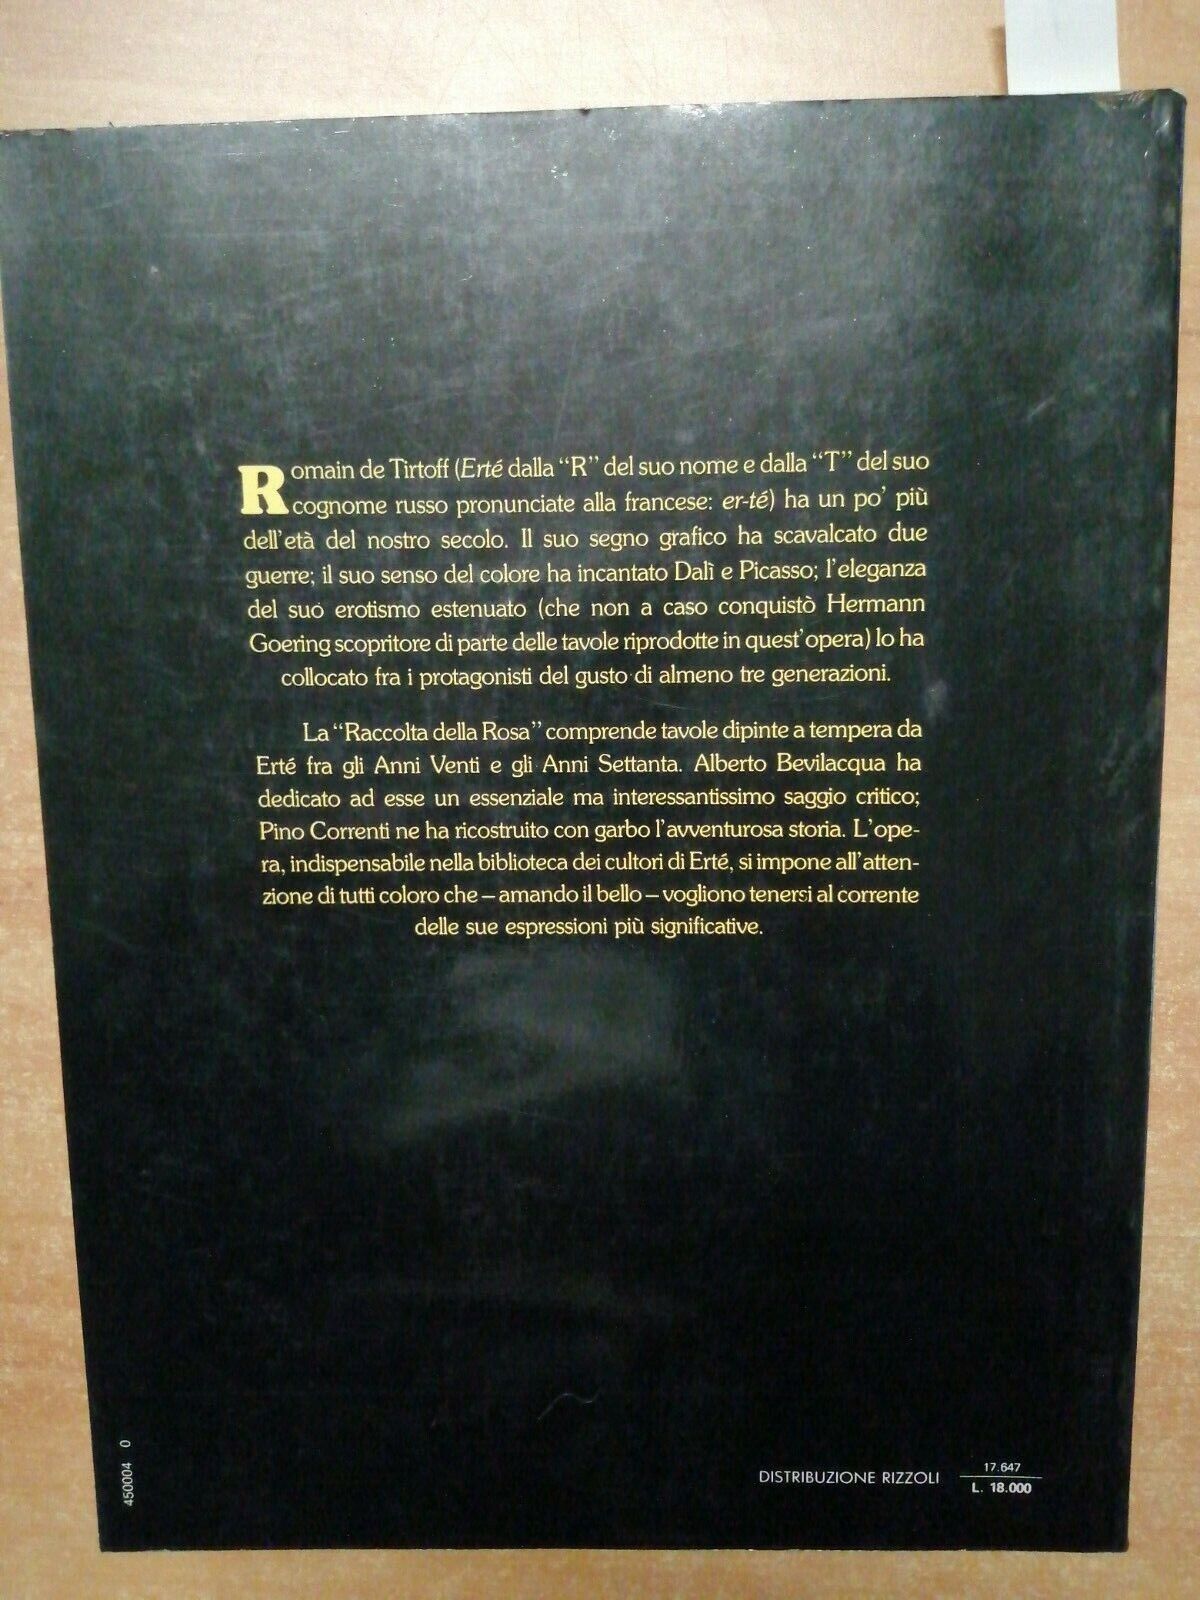 Romain de Tirtoff (Erté dalla “R” del suo nome e dalla “T” del suo
cognome russo pronunciate alla francese: er-té) ha un po’ più
dell’età del nostro secolo. Il suo segno grafico ha scavalcato due
guerre; il suo senso del colore ha incantato Dalì e Picasso; l’eleganza
del suo erotismo estenuato (che non a caso conquistò Hermann
Goering scopritore di parte delle tavole riprodotte in quest’opera) lo ha
collocato fra i protagonisti del gusto di almeno tre generazioni.
La “Raccolta della Rosa” comprende tavole dipinte a tempera da
Erté fra gli Anni Venti e gli Anni Settanta. Alberto Bevilacqua ha
dedicato ad esse un essenziale ma interessantissimo saggio critico;
Pino Correnti ne ha ricostruito con garbo l’avventurosa storia. L’ope-
ra, indispensabile nella biblioteca dei cultori di Erté, si impone all’atten-
zione di tutti coloro che – amando il bello – vogliono tenersi al corrente
delle sue espressioni più significative.
450004 0
DISTRIBUZIONE RIZZOLI
17.647
L. 18.000